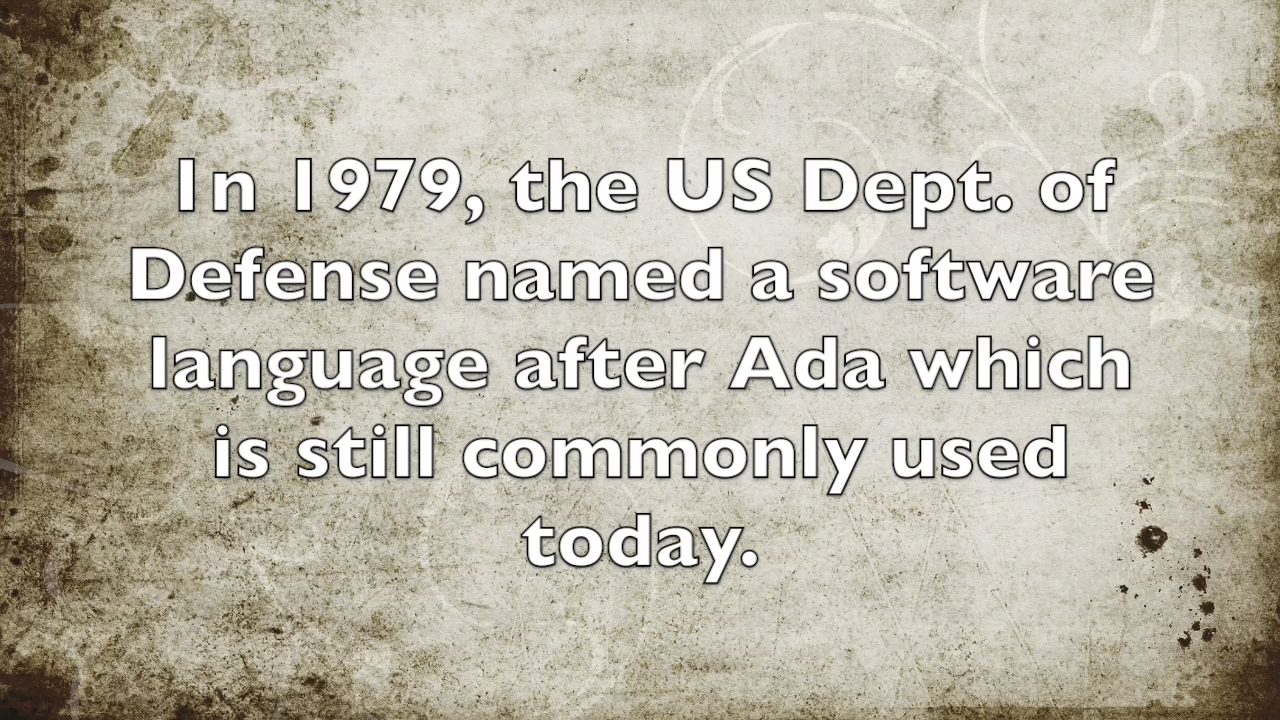 In 1979, the US Dept. of
Defense named a software
language after Ada which
is still commonly used
today.